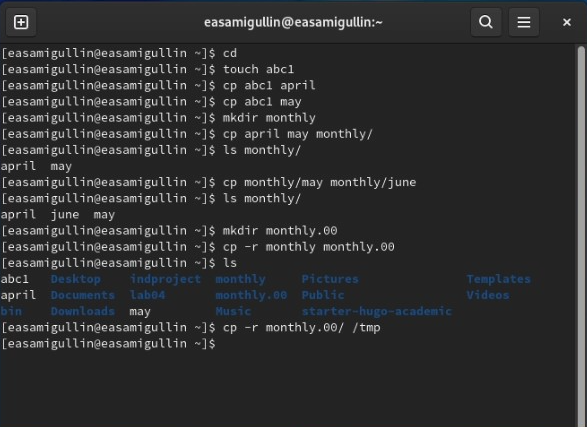 easamigullin@easamigullin:~
[easamigullin@easamigullin ~]$ cd
[easamigullin@easamigullin ~]$ touch abc1
[easamigullin@easamigullin ~]$ cp abc1 april
[easamigullin@easamigullin ~]$ cp abc1 may
[easamigullin@easamigullin ~]$ mkdir monthly
[easamigullin@easamigullin ~]$ cp april may monthly/
[easamigullin@easamigullin ~]$ ls monthly/
april  may
[easamigullin@easamigullin ~]$ cp monthly/may monthly/june
[easamigullin@easamigullin ~]$ ls monthly/
april  june  may
[easamigullin@easamigullin ~]$ mkdir monthly.00
[easamigullin@easamigullin ~]$ cp -r monthly monthly.00
[easamigullin@easamigullin ~]$ ls
abc1   Desktop    indproject  monthly     Pictures               Templates
april  Documents  lab04       monthly.00  Public                 Videos
bin    Downloads  may         Music       starter-hugo-academic
[easamigullin@easamigullin ~]$ cp -r monthly.00/ /tmp
[easamigullin@easamigullin ~]$